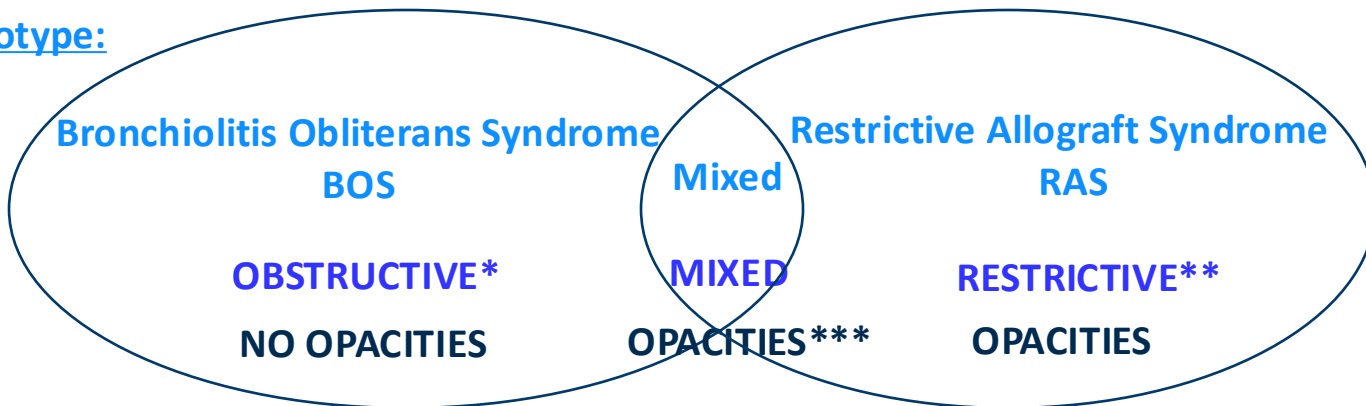 otype:
Bronchiolitis Obliterans Syndrome
BOS
Mixed
Restrictive Allograft Syndrome
RAS
OBSTRUCTIVE*
MIXED
RESTRICTIVE**
NO OPACITIES
OPACITIES***
OPACITIES